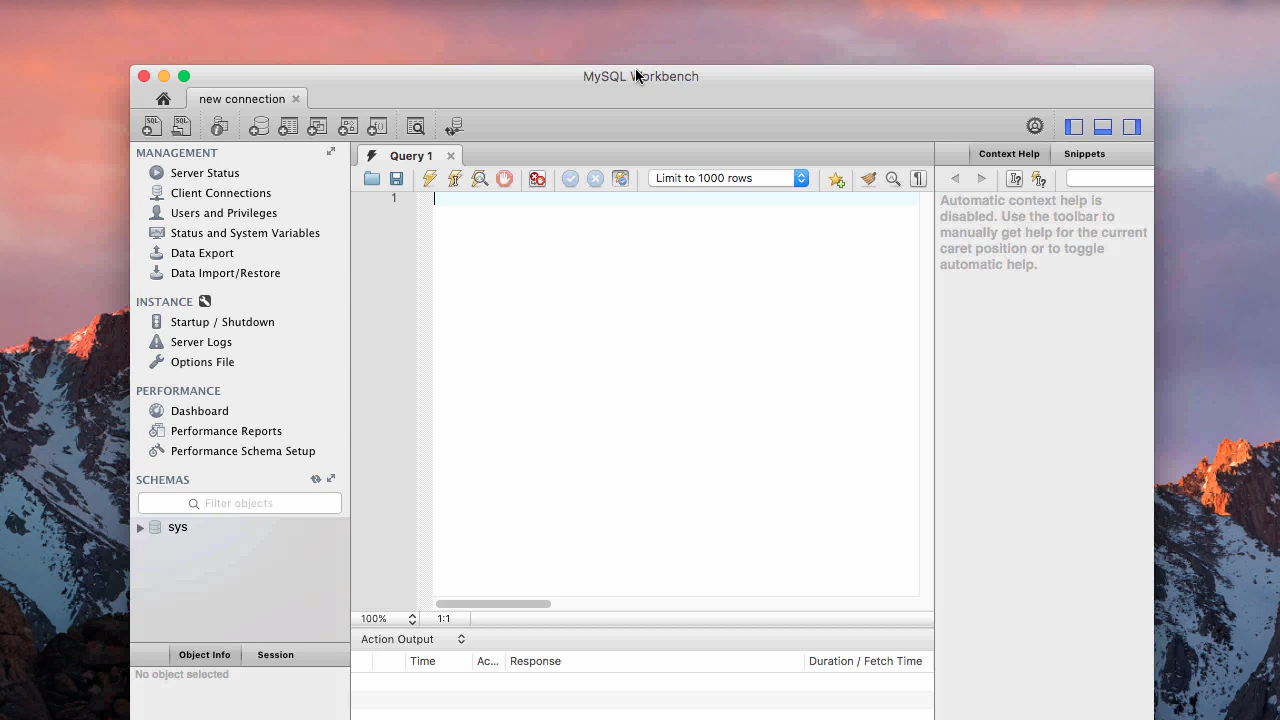 MySQL Workbench
new connection
SQL
SQL
MANAGEMENT
Server Status
Client Connections
Users and Privileges
Status and System Variables
Data Export
Data Import/Restore
INSTANCE
Startup / Shutdown
Server Logs
Options File
PERFORMANCE
Dashboard
Performance Reports
Performance Schema Setup
SCHEMAS
Filter objects
sys
Object Info Session
No object selected
Query 1
Limit to 1000 rows
1
100% 1:1
Action Output
Time Ac... Response Duration / Fetch Time
Context Help Snippets
Automatic context help is
disabled. Use the toolbar to
manually get help for the current
caret position or to toggle
automatic help.